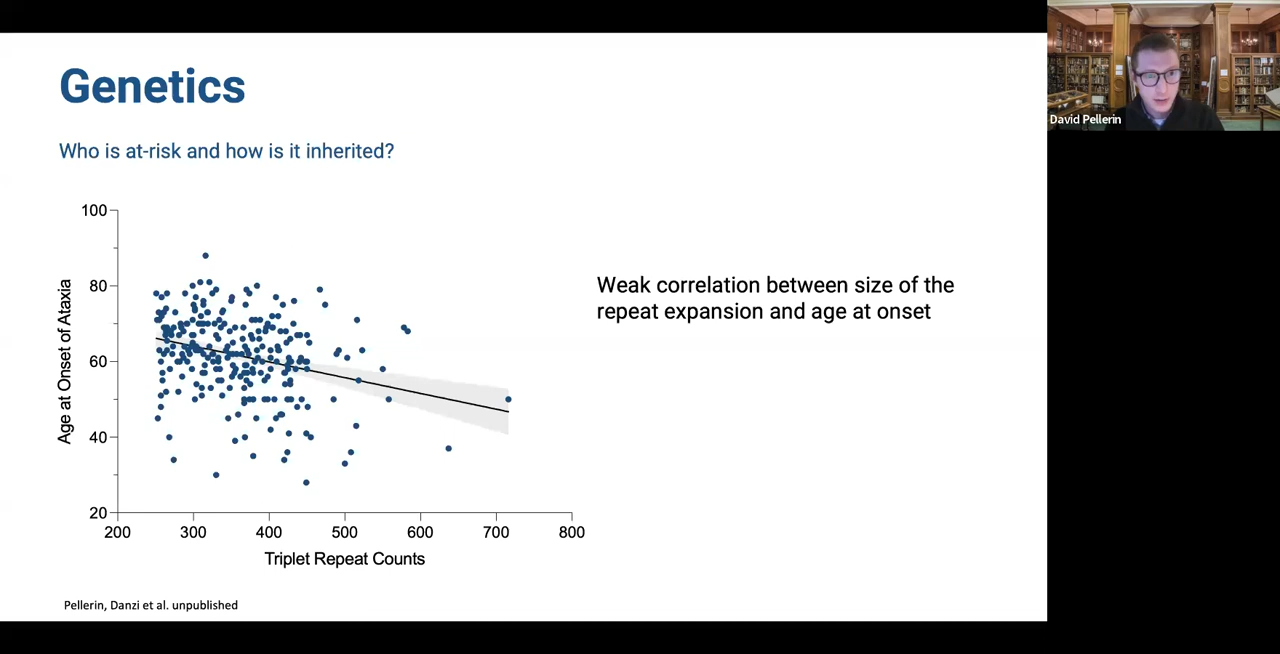 Genetics
David Pellerin
Who is at-risk and how is it inherited?
100
80
60
40
20
Age at Onset of Ataxia
200 300 400 500 600 700 800
Triplet Repeat Counts
Weak correlation between size of the
repeat expansion and age at onset
Pellerin, Danzi et al. unpublished